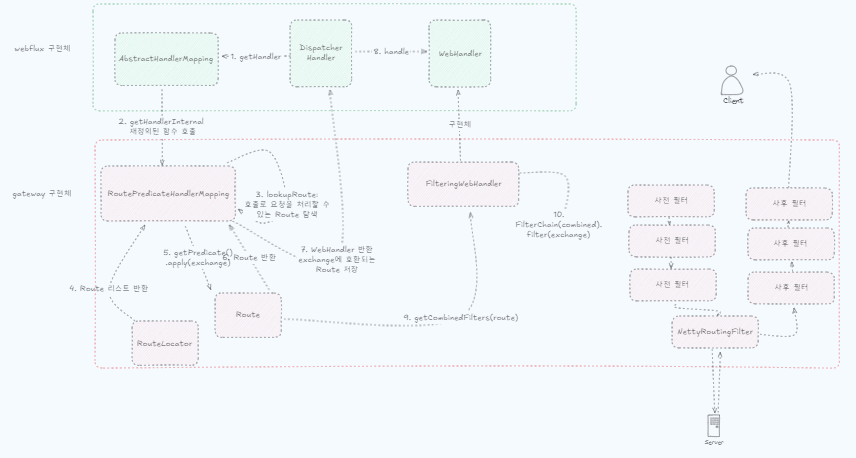 webflux 구현체
AbstractHandlerMapping
1. getHandler
Dispatcher
Handler
8. handle
WebHandler
Client
2. getHandlerInternal
재정의된 함수 호출
구현체
gateway 구현체
RoutePredicateHandlerMapping
3. lookupRoute:
호출로 요청을 처리할 수
있는 Route 탐색
FilteringWebHandler
10.
FilterChain(combined).
filter(exchange)
사전 필터
사전 필터
사전 필터
사후 필터
사후 필터
사후 필터
5. getPredicate()
.apply(exchange)
6. Route 반환
7. WebHandler 반환
exchange에 호환되는
Route 저장
4. Route 리스트 반환
Route
9. getCombinedFilters(route)
RouteLocator
NettyRoutingFilter
Server